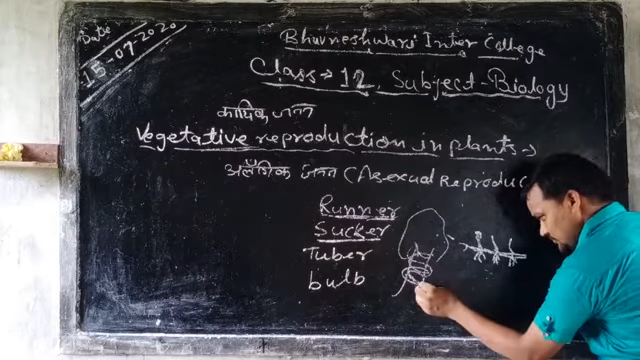 Date
15-07-2020
Bhuvneshwari Inter College
Class→ 12, Subject-Biology
कायिक जनन
Vegetative reproduction in plants→
अलैंगिक जनन (Asexual Reproduc
Runner
Sucker
Tuber
bulb